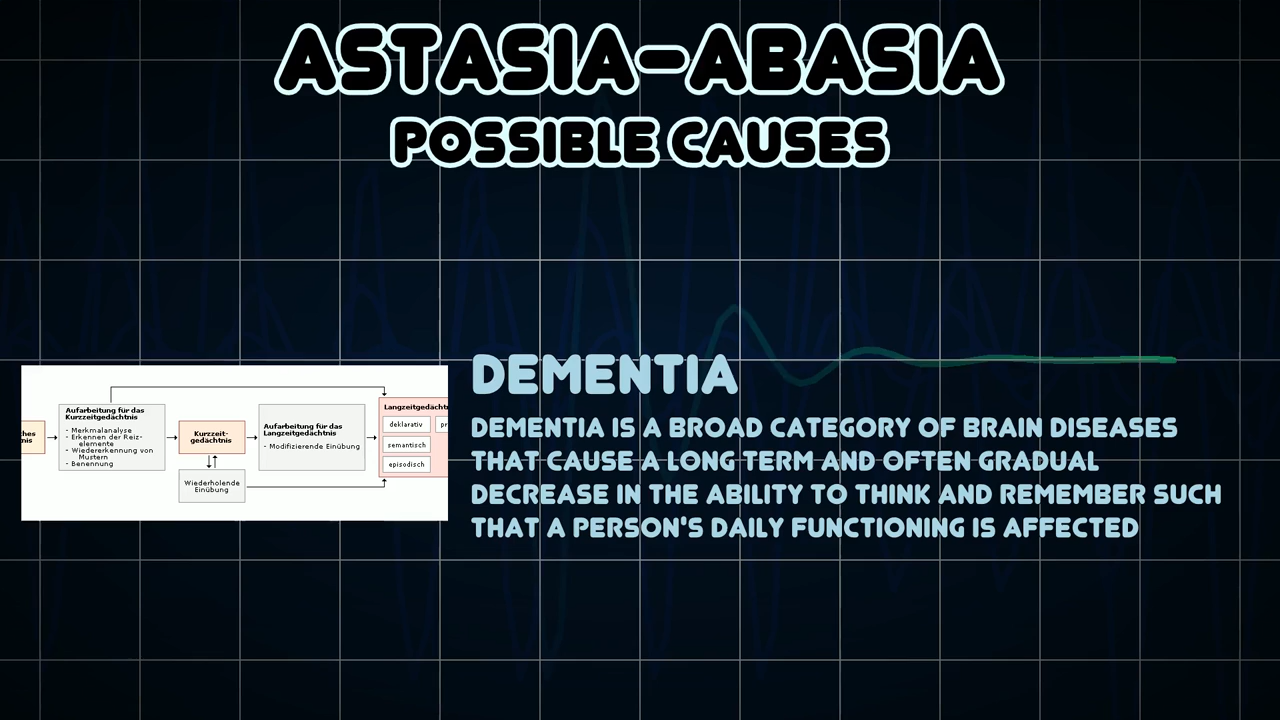 ASTASIA-ABASIA
POSSIBLE CAUSES
DEMENTIA
DEMENTIA IS A BROAD CATEGORY OF BRAIN DISEASES
THAT CAUSE A LONG TERM AND OFTEN GRADUAL
DECREASE IN THE ABILITY TO THINK AND REMEMBER SUCH
THAT A PERSON'S DAILY FUNCTIONING IS AFFECTED
Aufarbeitung für das
Kurzzeitgedächtnis
- Merkmalanalyse
- Erkennen der Reiz-
elemente
- Wiedererkennung von
Mustern
- Benennung
Kurzzeit-
gedächtnis
Wiederholende
Einübung
Aufarbeitung für das
Langzeitgedächtnis
- Modifizierende Einübung
deklarativ
semantisch
episodisch